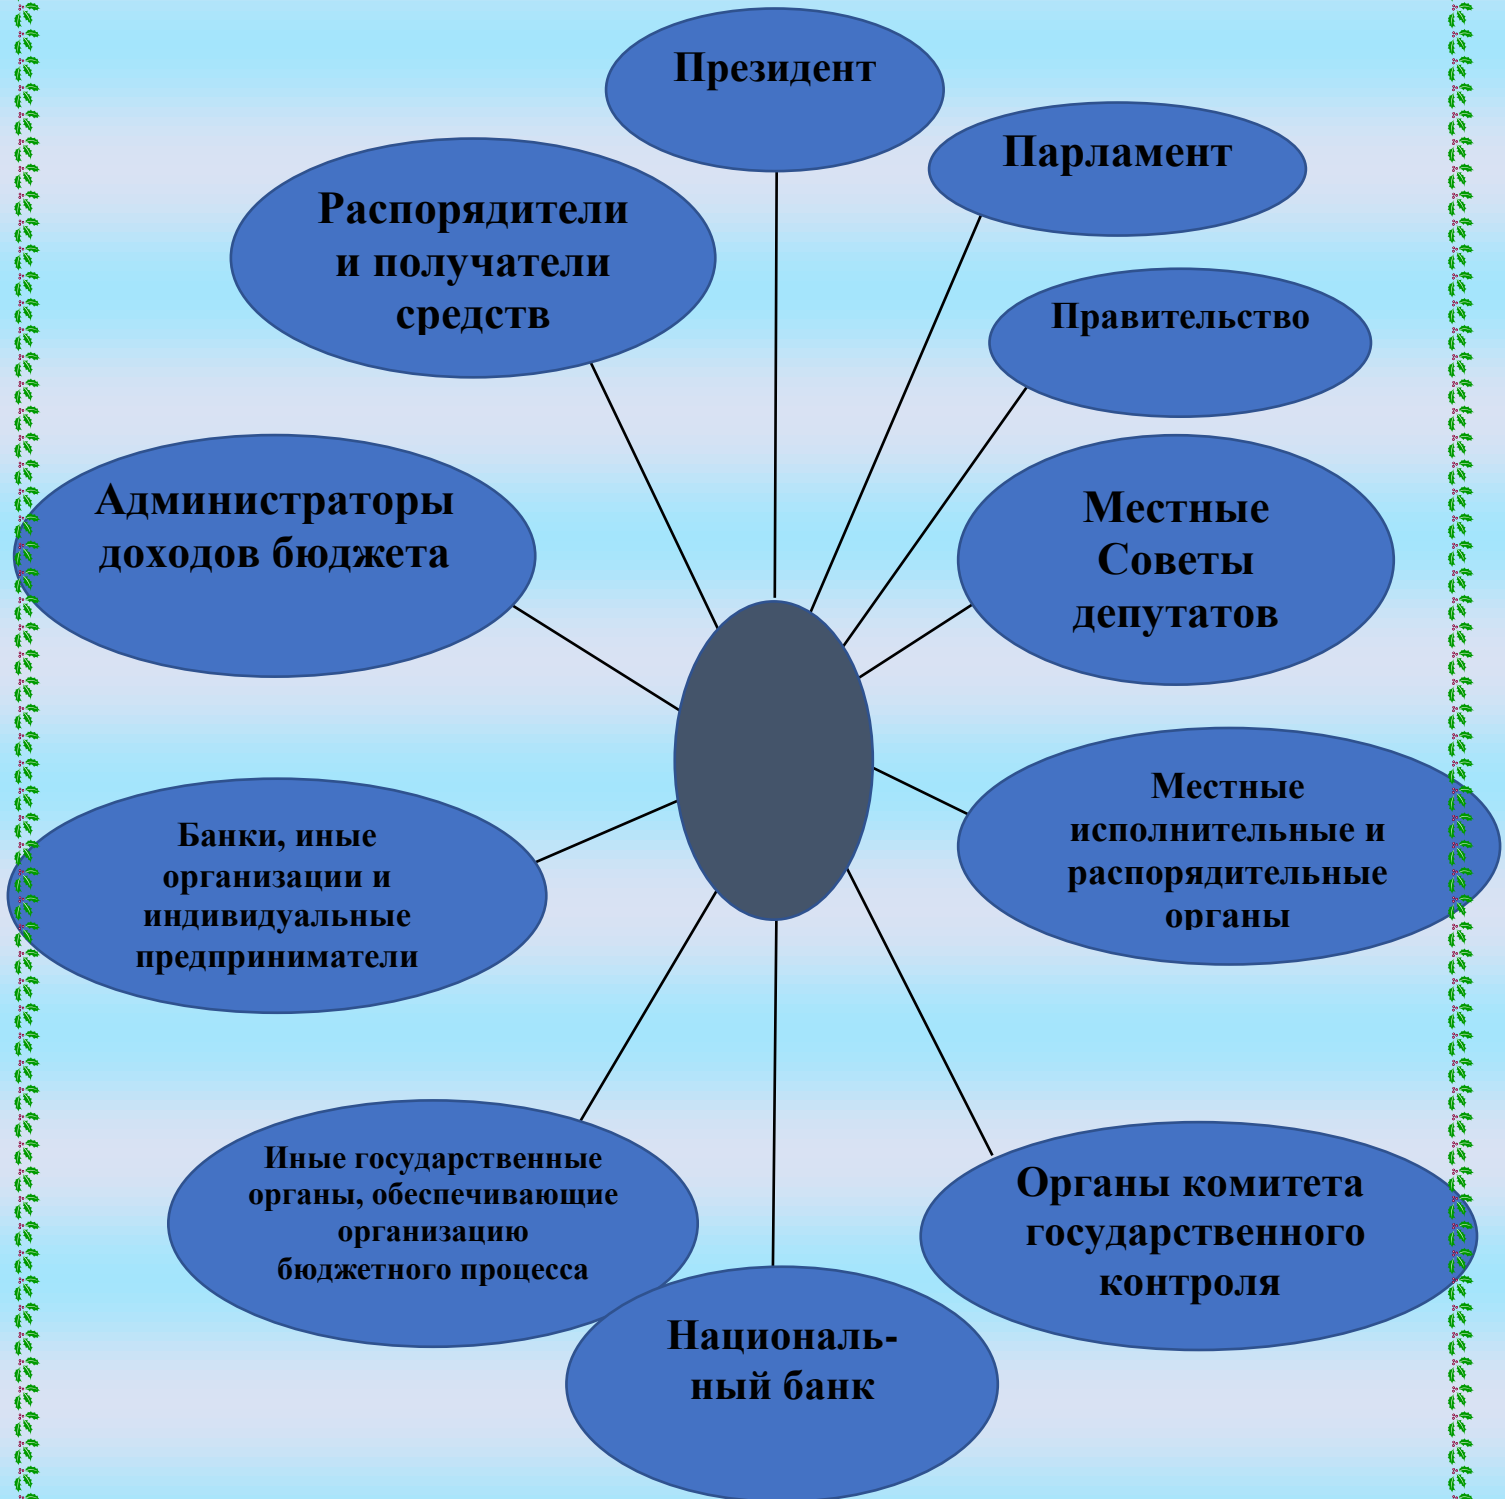 Президент
Парламент
Распорядители
и получатели
средств
Правительство
Администраторы
доходов бюджета
Местные
Советы
депутатов
Местные
исполнительные и
распорядительные
органы
Банки, иные
организации и
индивидуальные
предприниматели
Иные государственные
органы, обеспечивающие
организацию
бюджетного процесса
Органы комитета
государственного
контроля
Националь-
ный банк